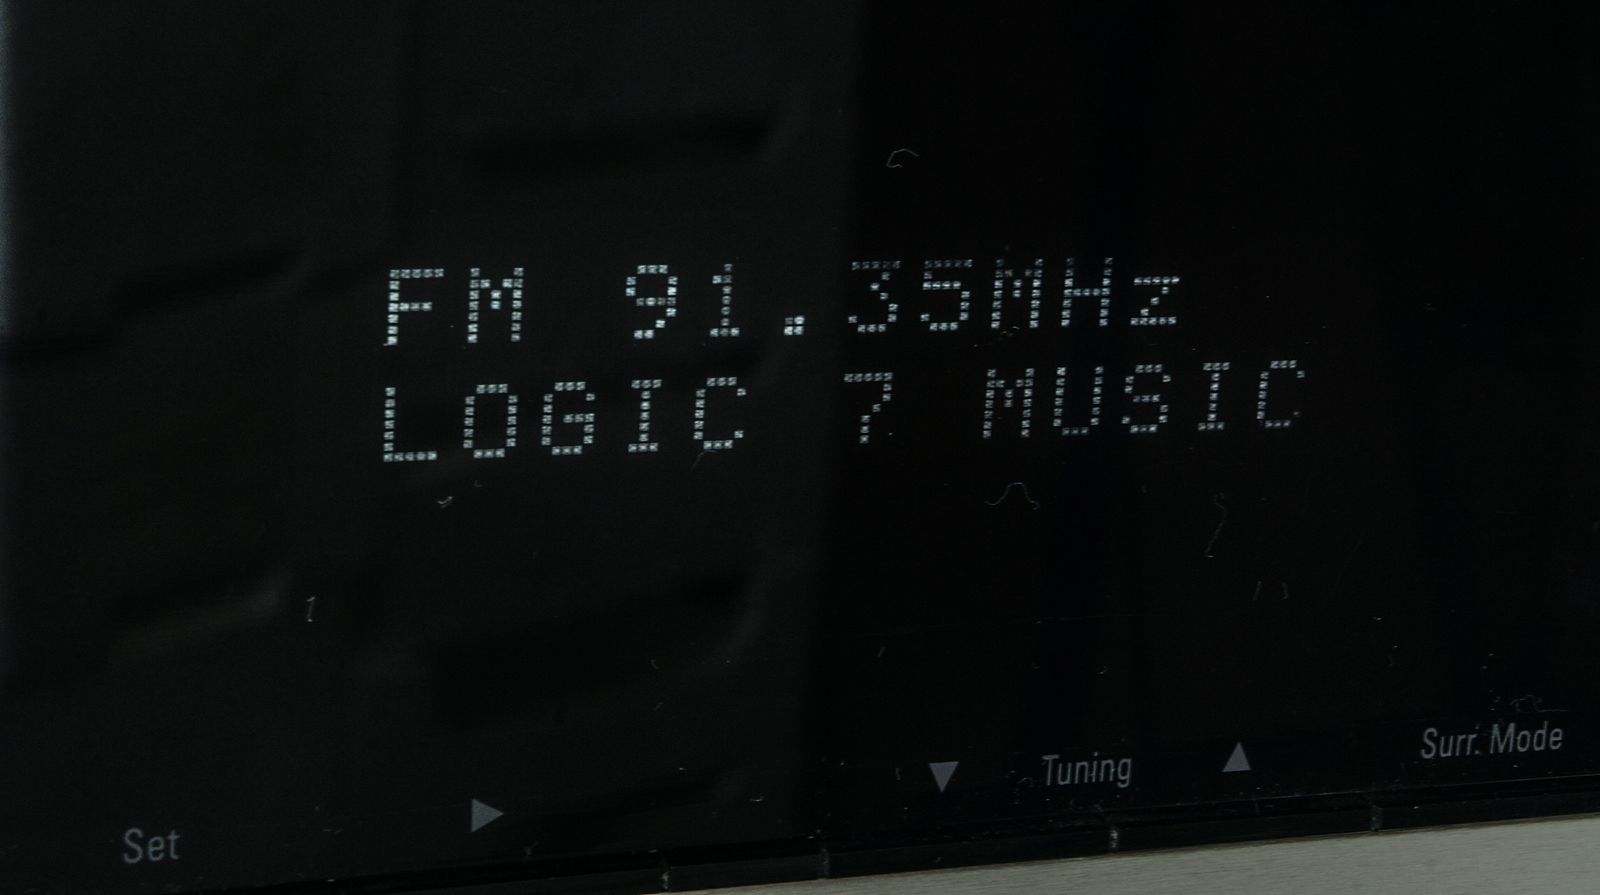 FM 91.35MHz
LOGIC 7 MUSIC
Set ▶ ▼ Tuning ▲ Surr. Mode